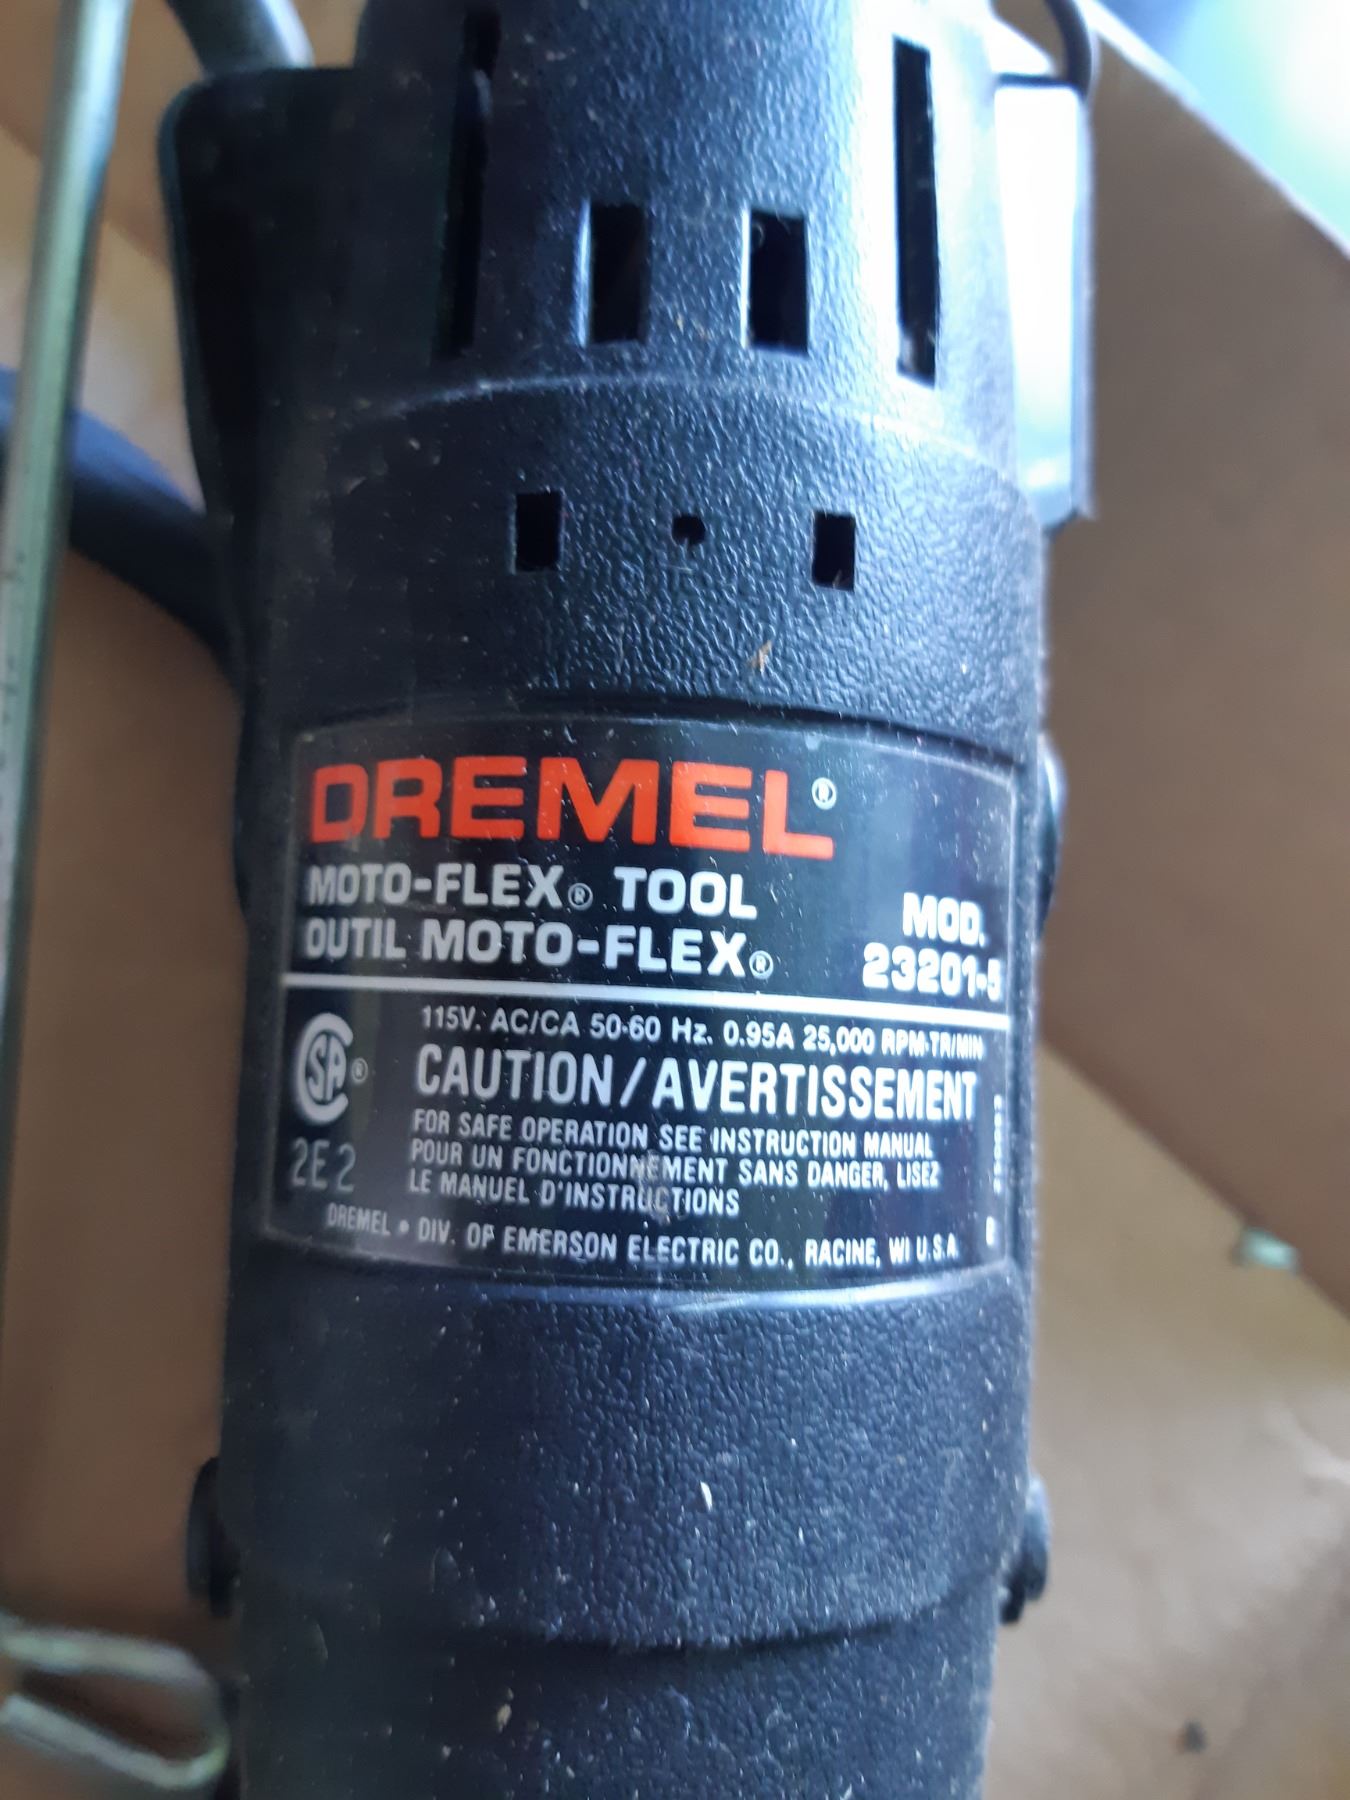 DREMEL®
MOTO-FLEX® TOOL
OUTIL MOTO-FLEX®
MOD.
23201-5
115V. AC/CA 50-60 Hz. 0.95A 25,000 RPM-TR/MIN
CSA®
2E2
CAUTION/AVERTISSEMENT
FOR SAFE OPERATION SEE INSTRUCTION MANUAL
POUR UN FONCTIONNEMENT SANS DANGER, LISEZ
LE MANUEL D'INSTRUCTIONS
DREMEL • DIV. OF EMERSON ELECTRIC CO., RACINE, WI U.S.A.